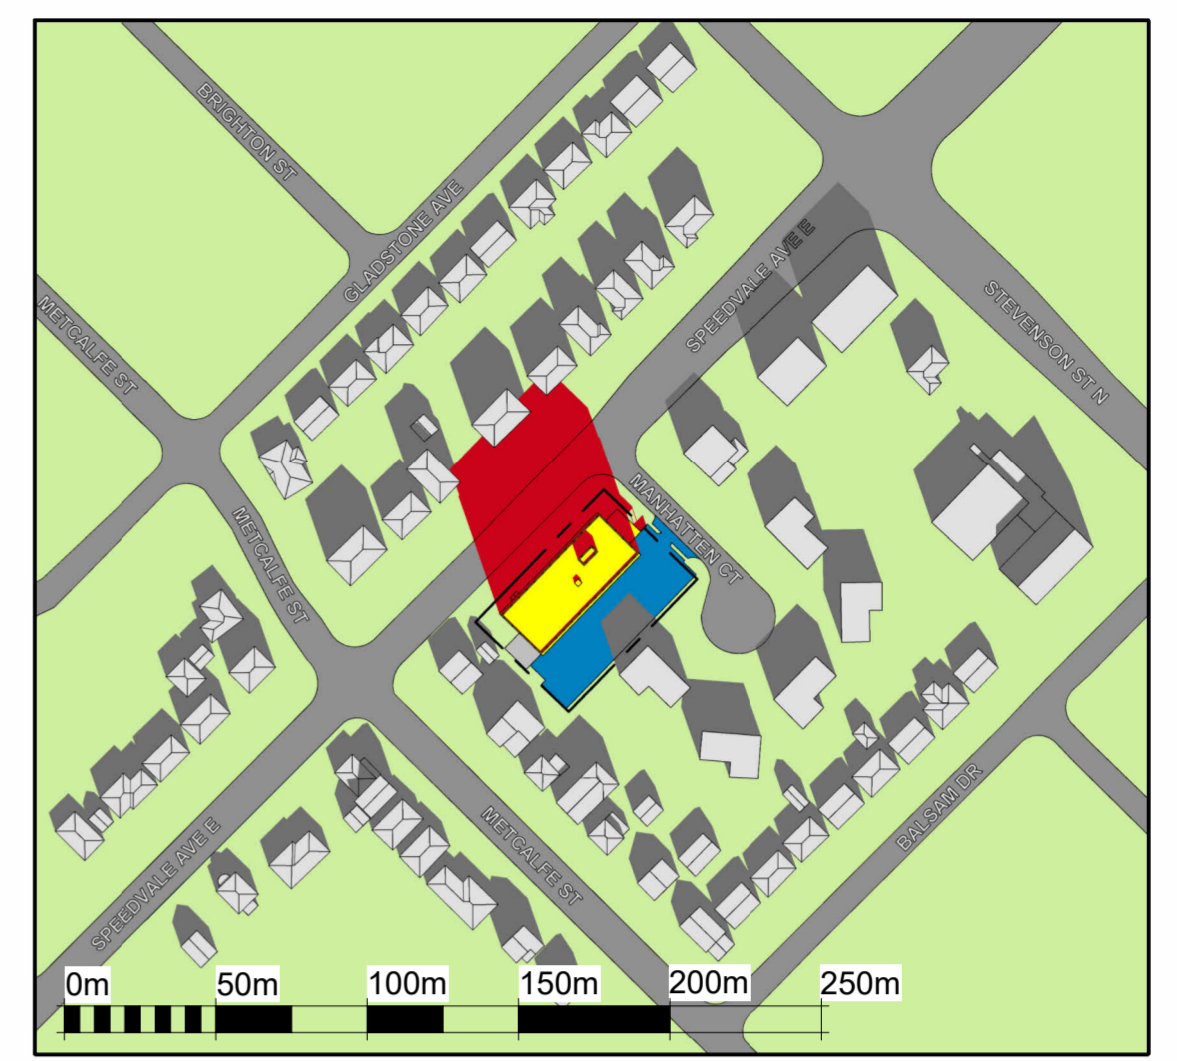 BRIGHTON ST
GLADSTONE AVE
METCALFE ST
SPEEDVALE AVE E
STEVENSON ST N
MANHATTEN CT
METCALFE ST
METCALFE ST
BALSAM DR
SPEEDVALE AVE E
0m 50m 100m 150m 200m 250m